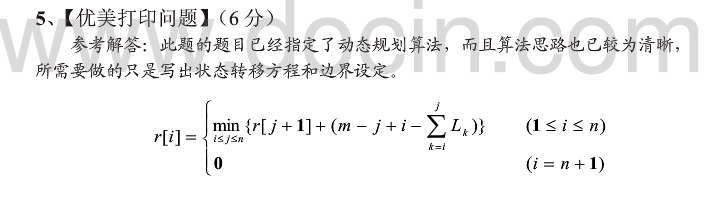 5、【优美打印问题】（6 分）
参考解答：此题的题目已经指定了动态规划算法，而且算法思路也已较为清晰，
所需要做的只是写出状态转移方程和边界设定。
r[i] = { min_{i≤j≤n} {r[j + 1] + (m − j + i − ∑_{k=i}^{j} L_k)}  (1 ≤ i ≤ n)
0  (i = n + 1)
www.docin.com